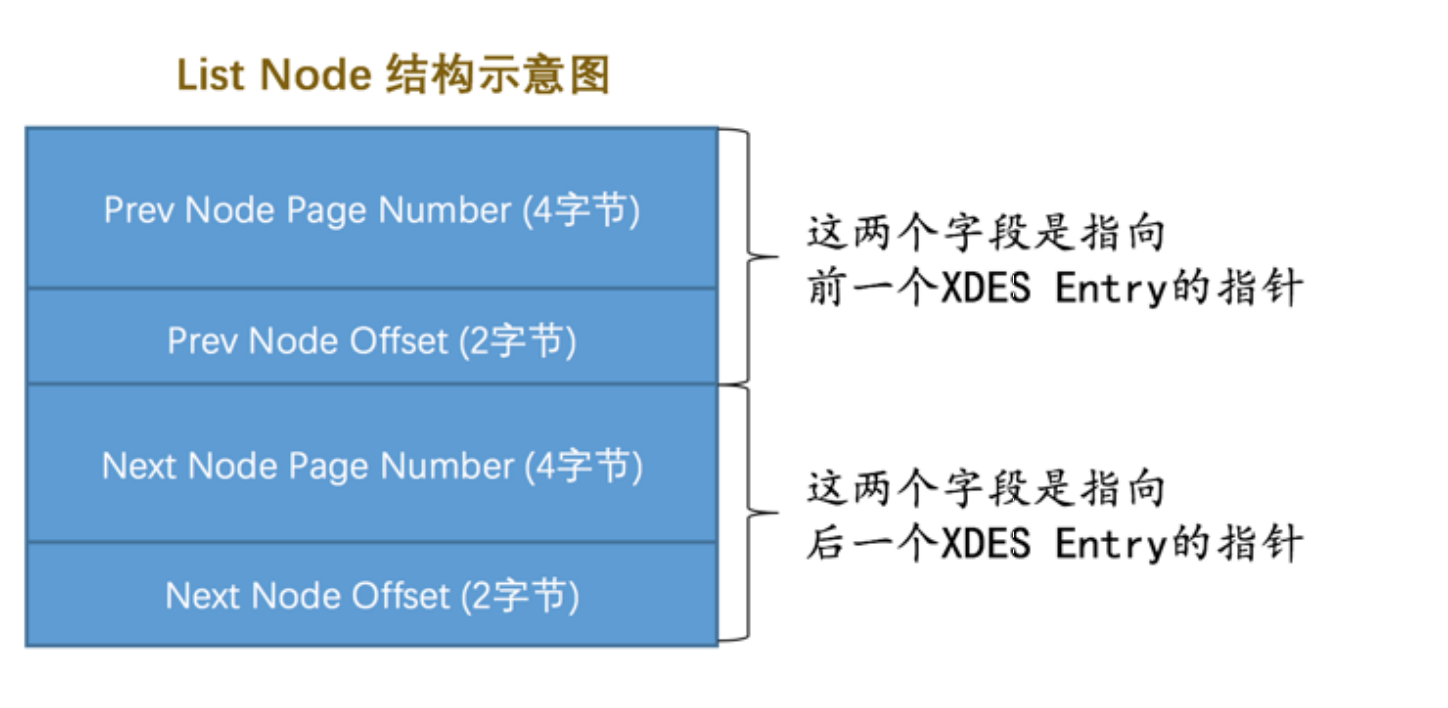 List Node 结构示意图
Prev Node Page Number (4字节)
Prev Node Offset (2字节)
这两个字段是指向
前一个XDES Entry的指针
Next Node Page Number (4字节)
Next Node Offset (2字节)
这两个字段是指向
后一个XDES Entry的指针